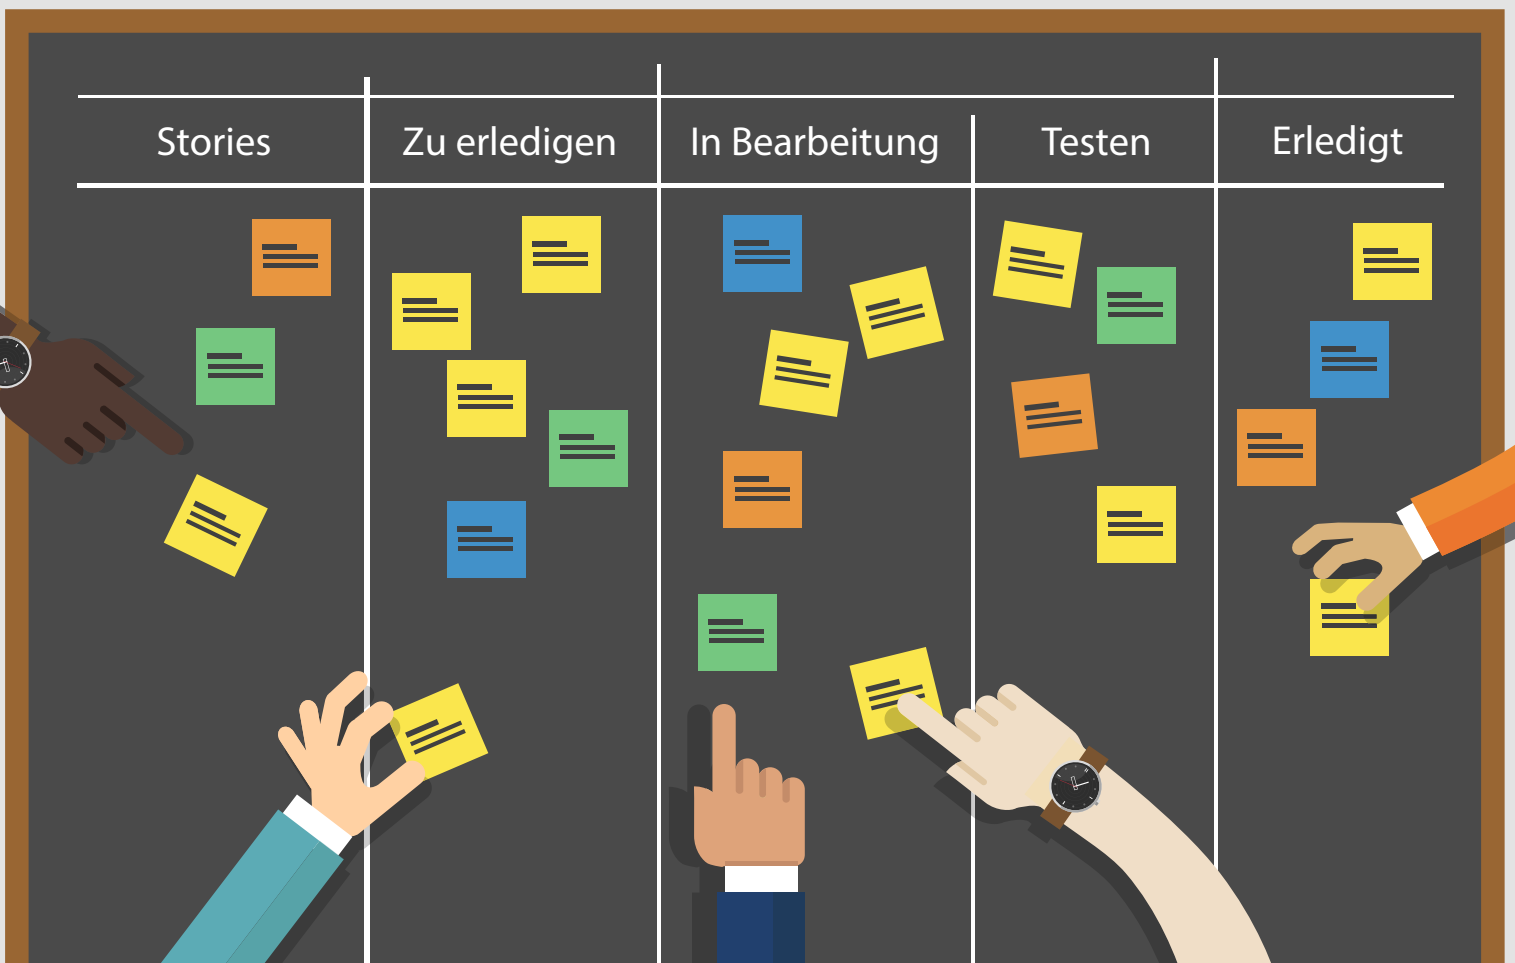 Stories
Zu erledigen
In Bearbeitung
Testen
Erledigt